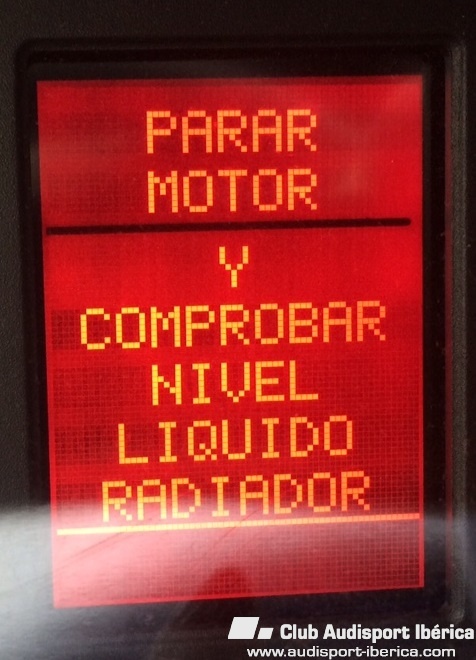 PARAR
MOTOR
Y
COMPROBAR
NIVEL
LIQUIDO
RADIADOR
Club Audisport Ibérica
www.audisport-iberica.com